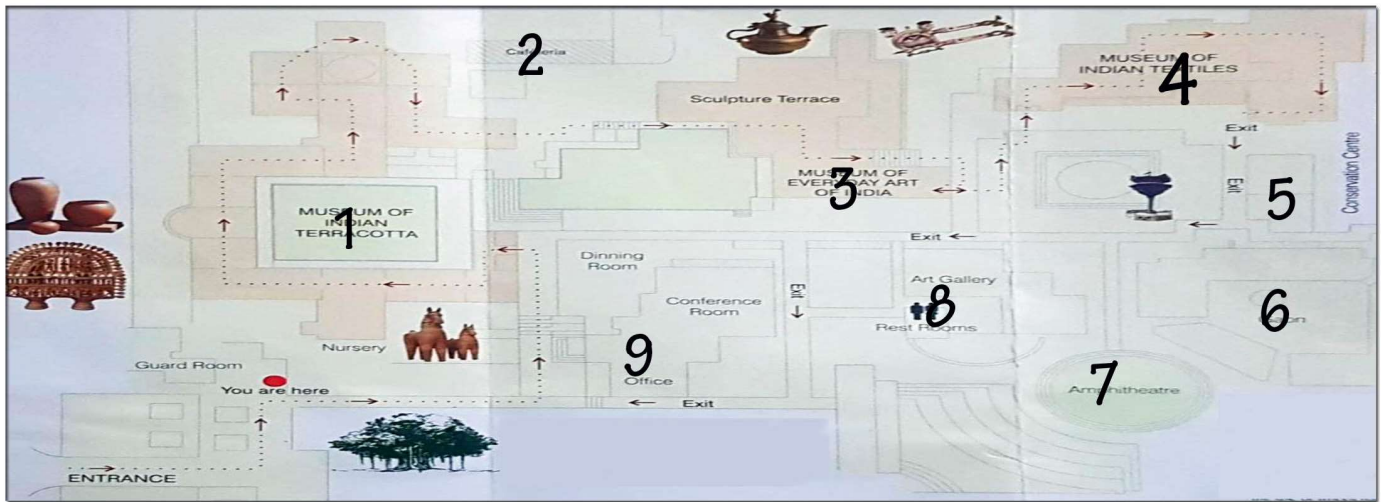 2
Cafeteria
Sculpture Terrace
MUSEUM OF
INDIAN TEXTILES
4
Exit
Exit
Conservation Centre
1
MUSEUM OF
INDIAN
TERRACOTTA
MUSEUM OF
EVERYDAY ART
OF INDIA
3
5
Exit
Dinning
Room
Conference
Room
Exit
Art Gallery
8
Rest Rooms
6
Nursery
Guard Room
You are here
9
Office
Exit
7
Amphitheatre
ENTRANCE